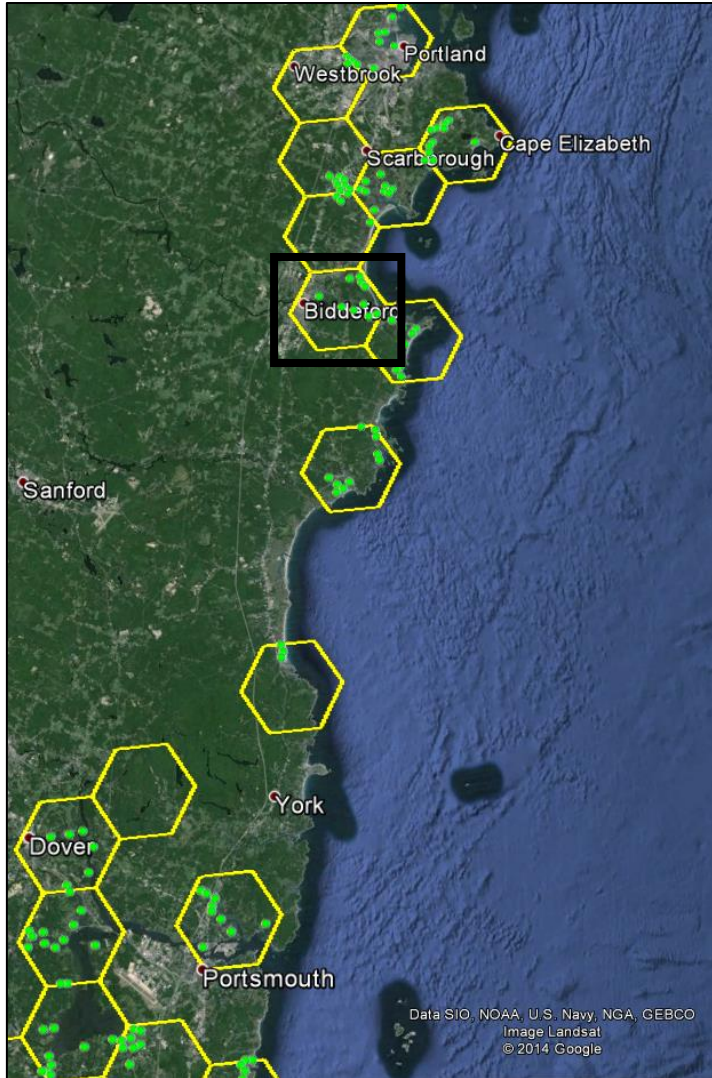 Portland
Westbrook
Cape Elizabeth
Scarborough
Biddeford
Sanford
York
Dover
Portsmouth
Data SIO, NOAA, U.S. Navy, NGA, GEBCO
Image Landsat
© 2014 Google